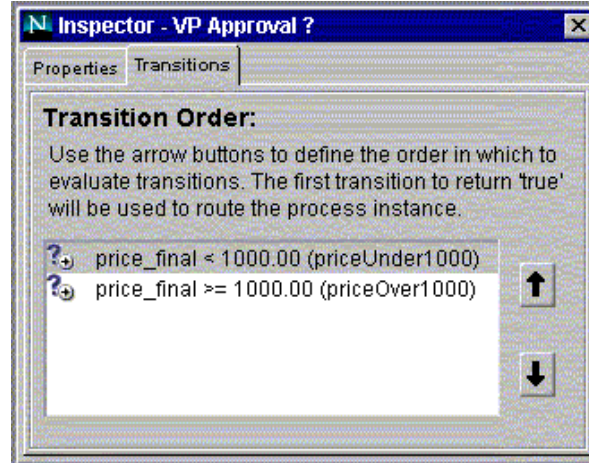 N Inspector - VP Approval ?
Properties Transitions
Transition Order:
Use the arrow buttons to define the order in which to
evaluate transitions. The first transition to return 'true'
will be used to route the process instance.
price_final < 1000.00 (priceUnder1000)
price_final >= 1000.00 (priceOver1000)